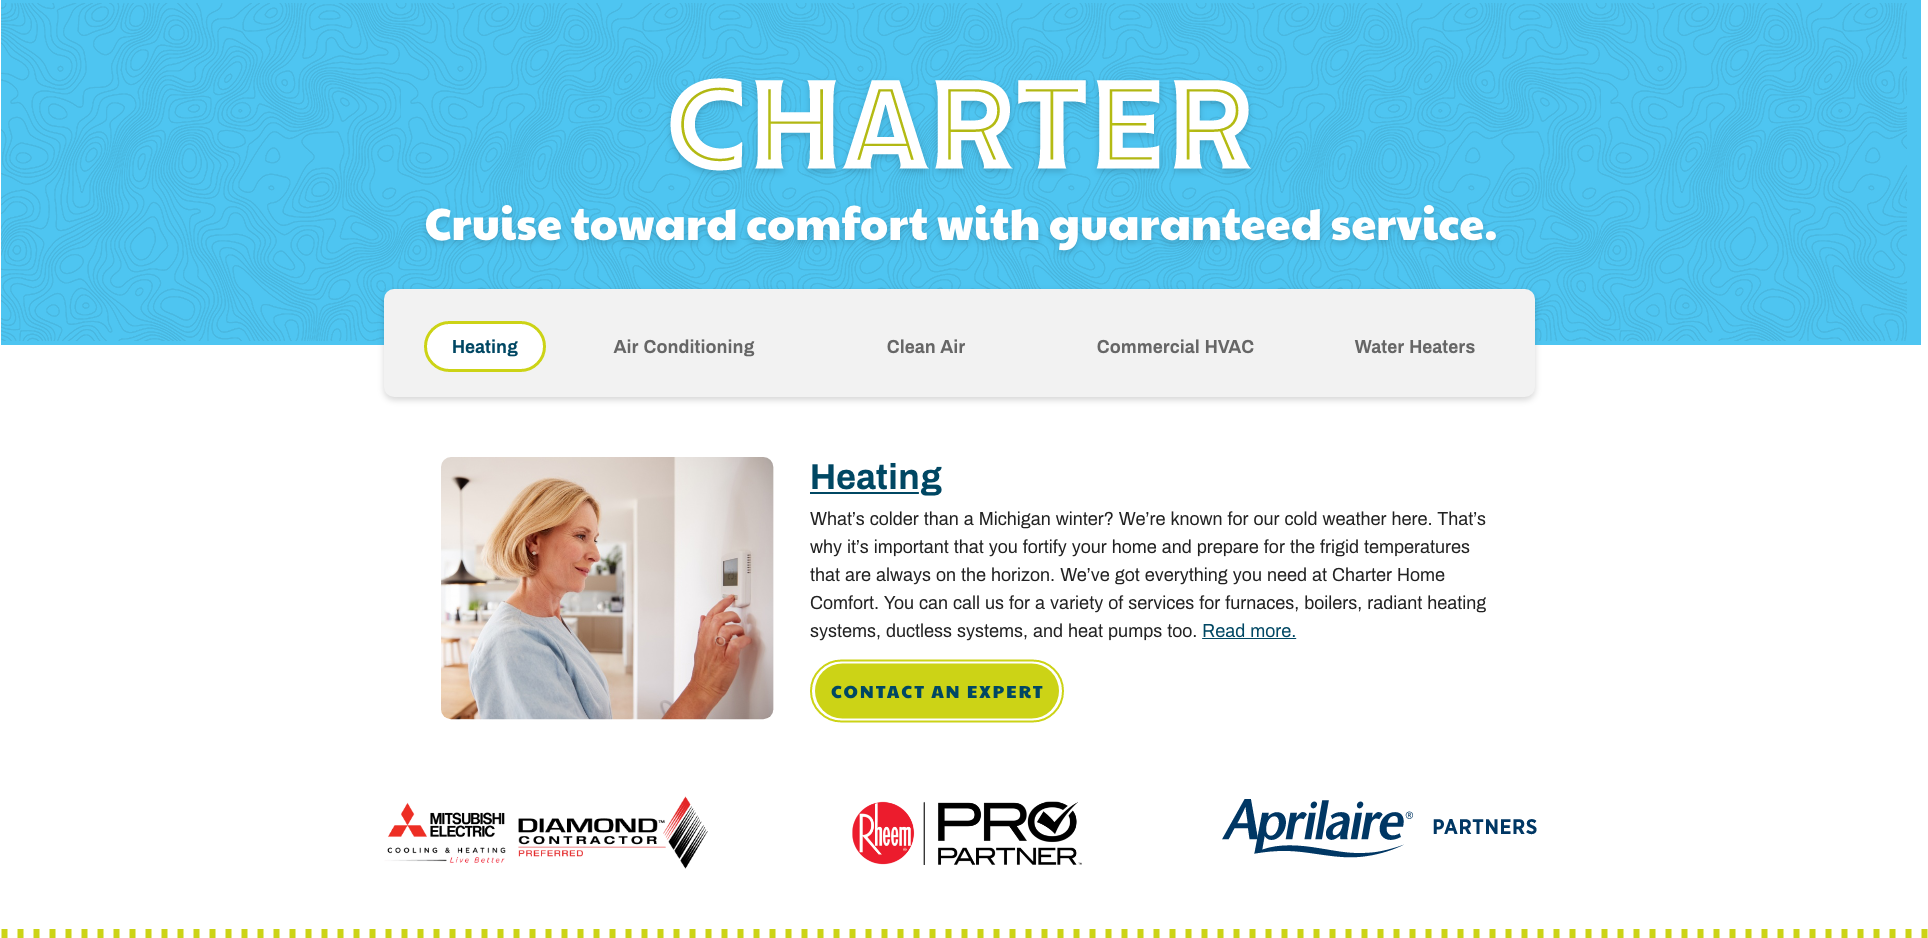 CHARTER
Cruise toward comfort with guaranteed service.
Heating
Air Conditioning
Clean Air
Commercial HVAC
Water Heaters
Heating
What’s colder than a Michigan winter? We’re known for our cold weather here. That’s
why it’s important that you fortify your home and prepare for the frigid temperatures
that are always on the horizon. We’ve got everything you need at Charter Home
Comfort. You can call us for a variety of services for furnaces, boilers, radiant heating
systems, ductless systems, and heat pumps too. Read more.
CONTACT AN EXPERT
MITSUBISHI
ELECTRIC
COOLING & HEATING
Live Better
DIAMOND™
CONTRACTOR
PREFERRED
Rheem
PRO
PARTNER™
Aprilaire®
PARTNERS